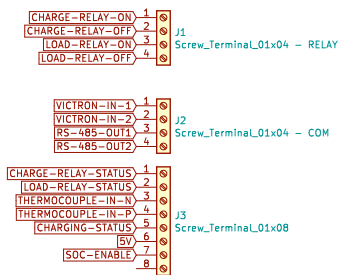 CHARGE-RELAY-ON 1
CHARGE-RELAY-OFF 2 J1
LOAD-RELAY-ON 3 Screw_Terminal_01x04 - RELAY
LOAD-RELAY-OFF 4
VICTRON-IN-1 1
VICTRON-IN-2 2 J2
RS-485-OUT1 3 Screw_Terminal_01x04 - COM
RS-485-OUT2 4
CHARGE-RELAY-STATUS 1
LOAD-RELAY-STATUS 2
THERMOCOUPLE-IN-N 3
THERMOCOUPLE-IN-P 4 J3
CHARGING-STATUS 5 Screw_Terminal_01x08
5V 6
SOC-ENABLE 7
8